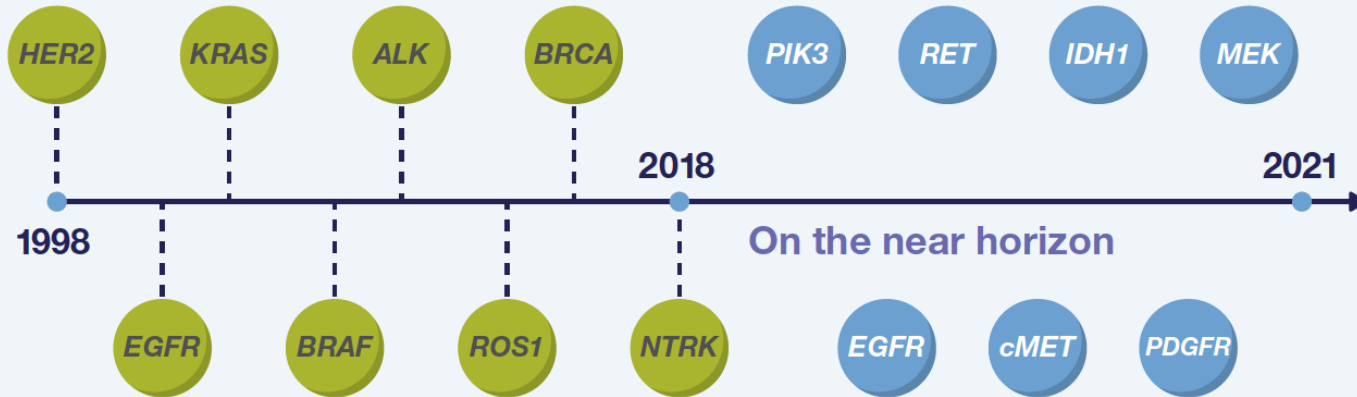 HER2
KRAS
ALK
BRCA
PIK3
RET
IDH1
MEK
2018
2021
1998
On the near horizon
EGFR
BRAF
ROS1
NTRK
EGFR
cMET
PDGFR